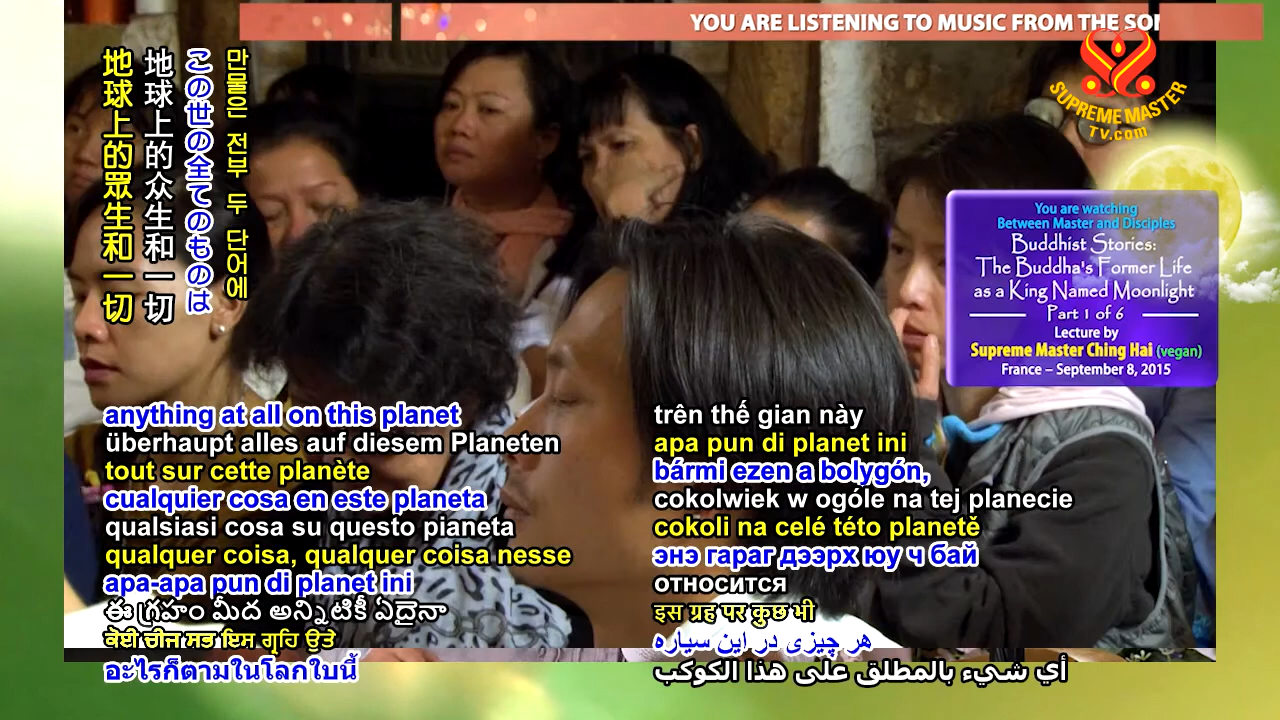 YOU ARE LISTENING TO MUSIC FROM THE
SUPREME MASTER
TV.com
地球上的眾生和一切
地球上的众生和一切
この世の全てのものは
만물은 전부 두 단어에
You are watching
Between Master and Disciples
Buddhist Stories:
The Buddha's Former Life
as a King Named Moonlight
Part 1 of 6
Lecture by
Supreme Master Ching Hai (vegan)
France – September 8, 2015
anything at all on this planet
überhaupt alles auf diesem Planeten
tout sur cette planète
cualquier cosa en este planeta
qualsiasi cosa su questo pianeta
qualquer coisa, qualquer coisa nesse
apa-apa pun di planet ini
ఈ గ్రహం మీద అన్నిటికీ ఏదైనా
ਕੋਈ ਚੀਜ ਸਭ ਇਸ ਗ੍ਰਹਿ ਉਤੇ
อะไรก็ตามในโลกใบนี้
trên thế gian này
apa pun di planet ini
bármi ezen a bolygón,
cokolwiek w ogóle na tej planecie
cokoli na celé této planetě
энэ гараг дээрх юу ч бай
относится
इस ग्रह पर कुछ भी
هر چیزی در این سیاره
أي شيء بالمطلق على هذا الكوكب